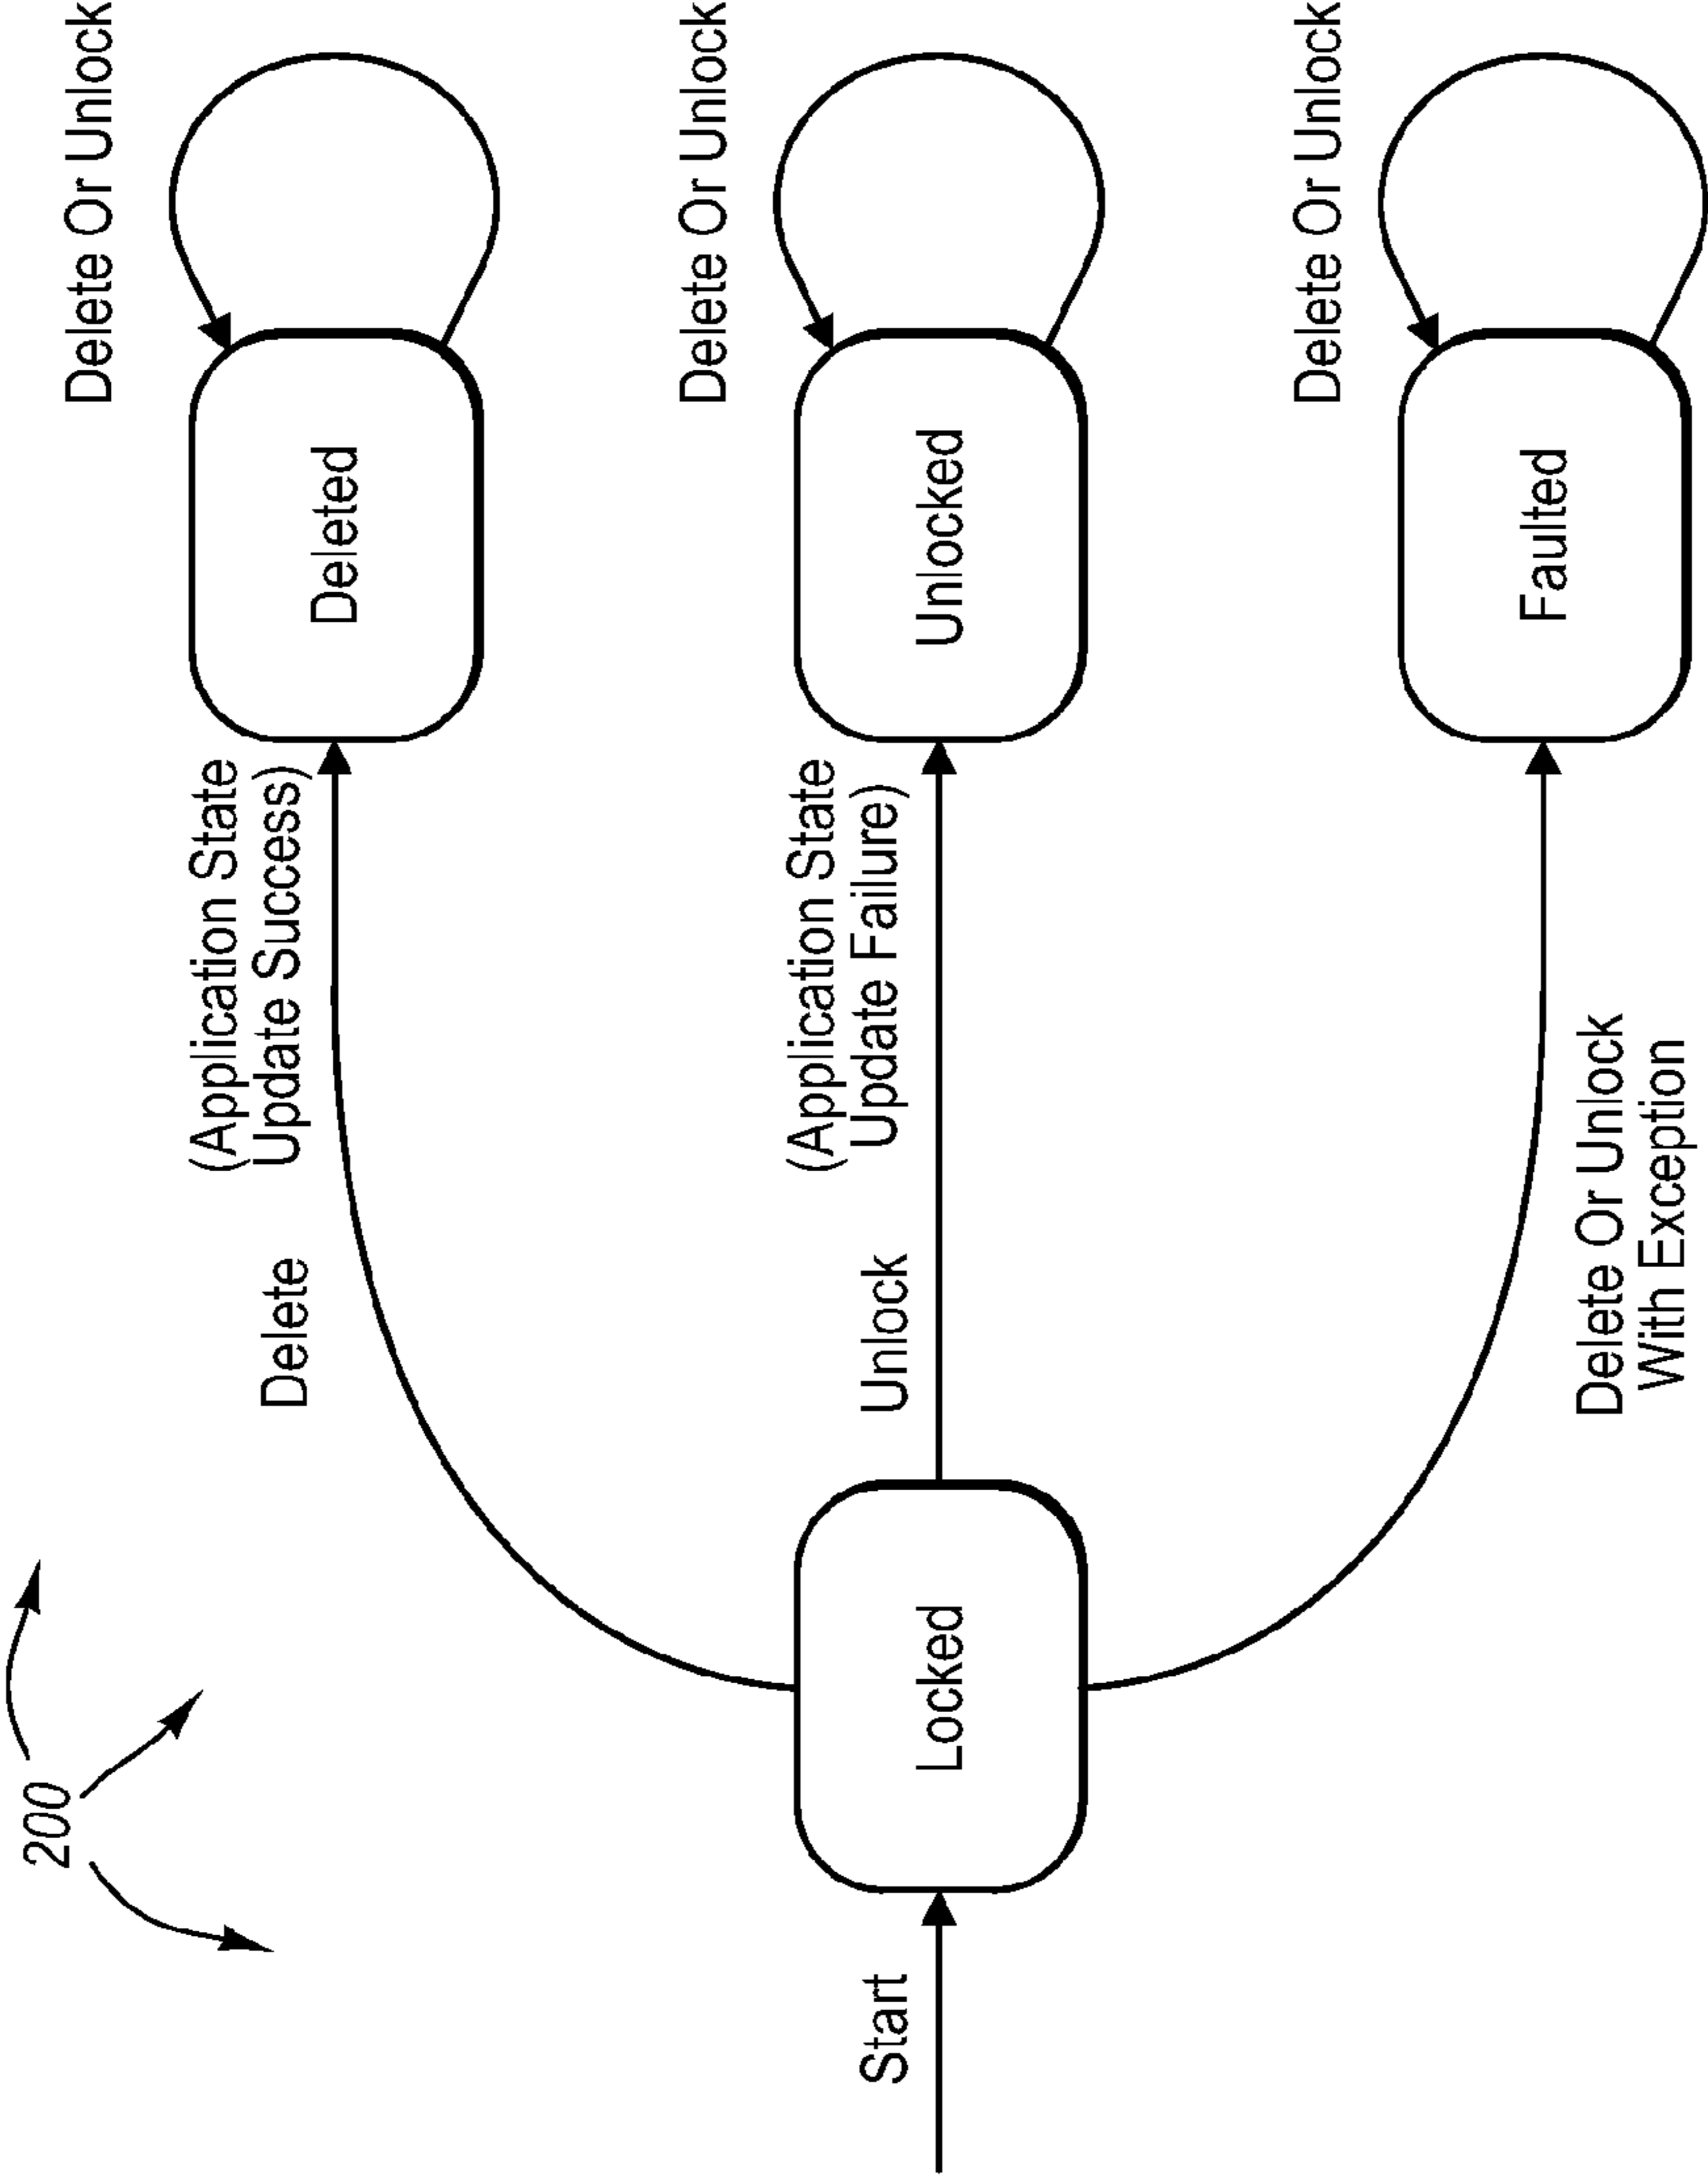 200
Start
Locked
Delete
(Application State
Update Success)
Deleted
Delete Or Unlock
Unlock
(Application State
Update Failure)
Unlocked
Delete Or Unlock
Delete Or Unlock
With Exception
Faulted
Delete Or Unlock